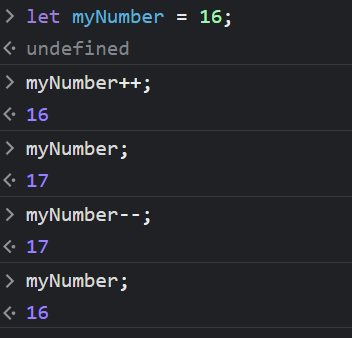 let myNumber = 16;
undefined
myNumber++;
16
myNumber;
17
myNumber--;
17
myNumber;
16